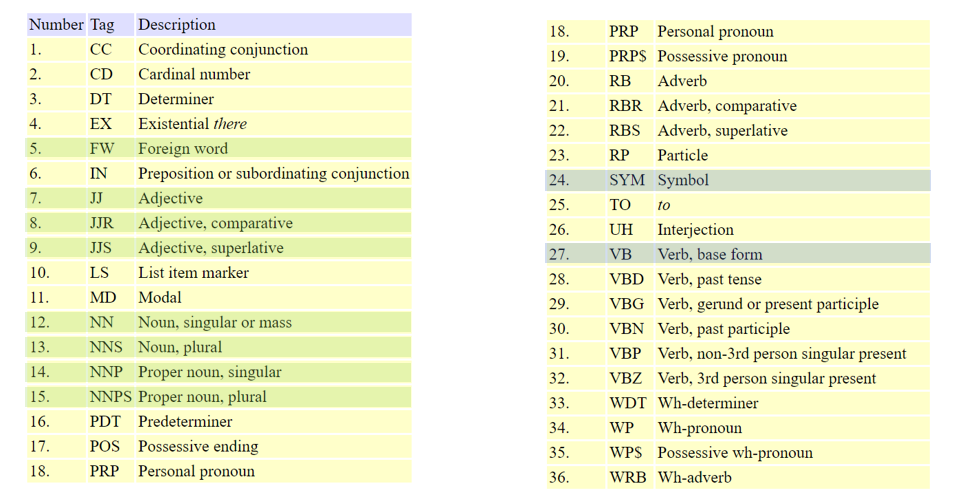 Number Tag Description
1. CC Coordinating conjunction
2. CD Cardinal number
3. DT Determiner
4. EX Existential there
5. FW Foreign word
6. IN Preposition or subordinating conjunction
7. JJ Adjective
8. JJR Adjective, comparative
9. JJS Adjective, superlative
10. LS List item marker
11. MD Modal
12. NN Noun, singular or mass
13. NNS Noun, plural
14. NNP Proper noun, singular
15. NNPS Proper noun, plural
16. PDT Predeterminer
17. POS Possessive ending
18. PRP Personal pronoun
18. PRP Personal pronoun
19. PRP$ Possessive pronoun
20. RB Adverb
21. RBR Adverb, comparative
22. RBS Adverb, superlative
23. RP Particle
24. SYM Symbol
25. TO to
26. UH Interjection
27. VB Verb, base form
28. VBD Verb, past tense
29. VBG Verb, gerund or present participle
30. VBN Verb, past participle
31. VBP Verb, non-3rd person singular present
32. VBZ Verb, 3rd person singular present
33. WDT Wh-determiner
34. WP Wh-pronoun
35. WP$ Possessive wh-pronoun
36. WRB Wh-adverb